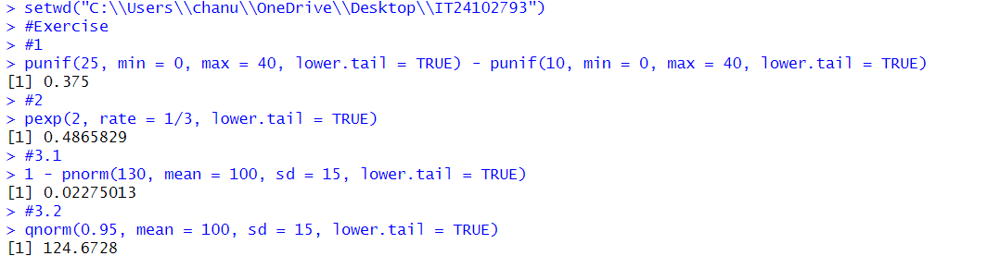 > setwd("C:\\Users\\chanu\\OneDrive\\Desktop\\IT24102793")
> #Exercise
> #1
> punif(25, min = 0, max = 40, lower.tail = TRUE) - punif(10, min = 0, max = 40, lower.tail = TRUE)
[1] 0.375
> #2
> pexp(2, rate = 1/3, lower.tail = TRUE)
[1] 0.4865829
> #3.1
> 1 - pnorm(130, mean = 100, sd = 15, lower.tail = TRUE)
[1] 0.02275013
> #3.2
> qnorm(0.95, mean = 100, sd = 15, lower.tail = TRUE)
[1] 124.6728